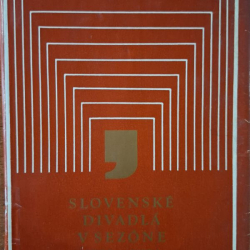 SLOVENSKÉ
DIVADLÁ
V SEZÓNE